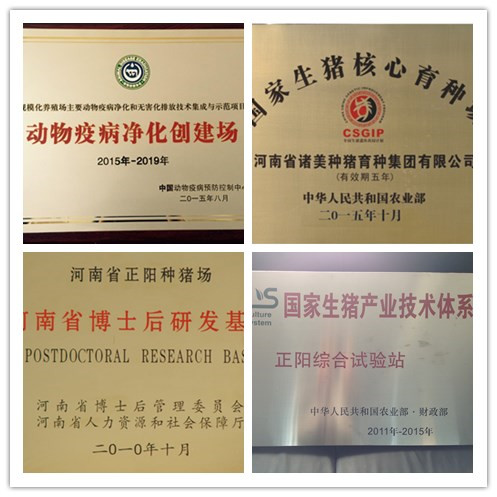 规模化养殖场主要动物疫病净化和无害化排放技术集成与示范项目
动物疫病净化创建场
2015年-2019年
中国动物疫病预防控制中心
二〇一五年八月
国家生猪核心育种场
CSGIP
河南省诸美种猪育种集团有限公司
(有效期五年)
中华人民共和国农业部
二〇一五年十月
河南省正阳种猪场
河南省博士后研发基
POSTDOCTORAL RESEARCH BAS
河南省博士后管理委员会
河南省人力资源和社会保障厅
二〇一〇年十月
国家生猪产业技术体系
正阳综合试验站
中华人民共和国农业部·财政部
2011年-2015年